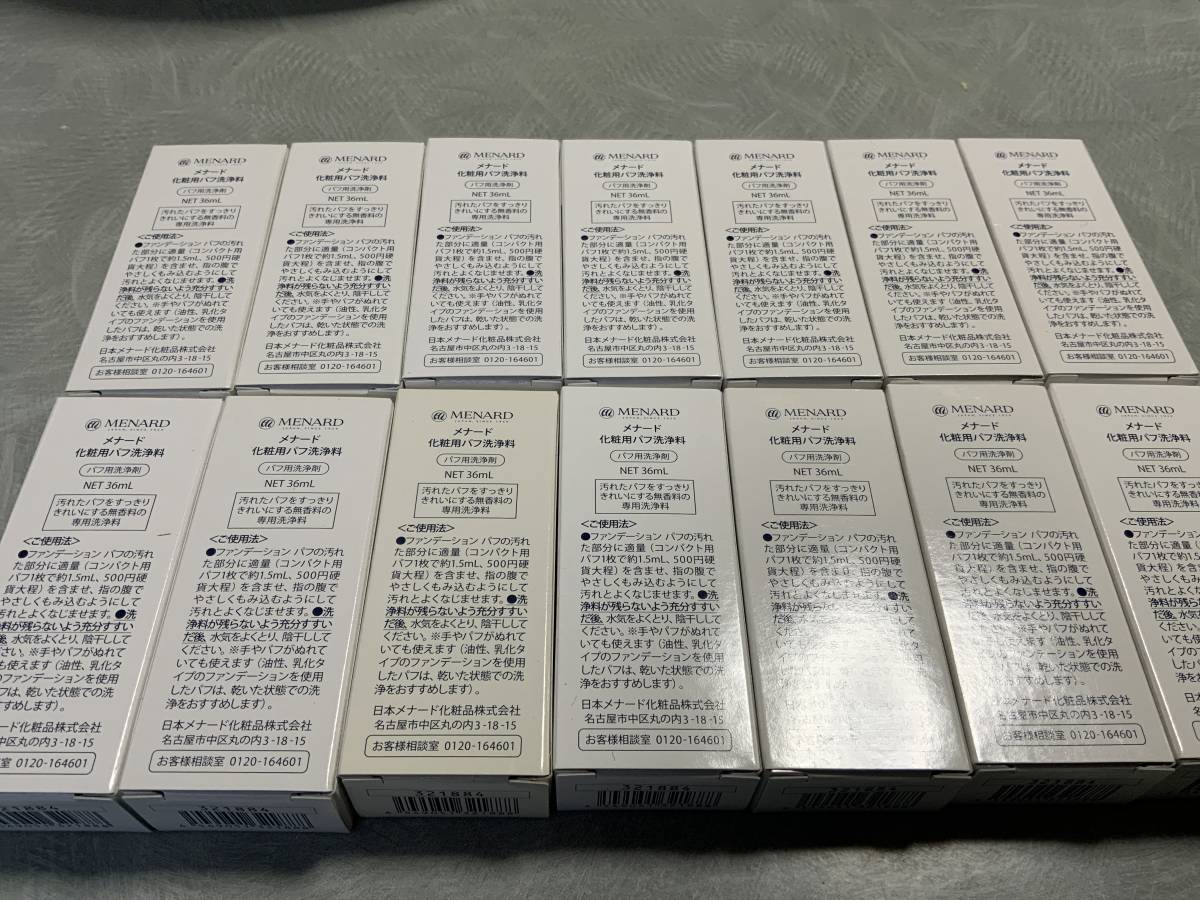 MENARD
JAPAN, SINCE 1959
メナード
化粧用パフ洗浄料
パフ用洗浄剤
NET 36mL
汚れたパフをすっきり
きれいにする無香料の
専用洗浄料
<ご使用法>
●ファンデーション パフの汚れ
た部分に適量（コンパクト用
パフ1枚で約1.5mL、500円硬
貨大程）を含ませ、指の腹で
やさしくもみ込むようにして
汚れとよくなじませます。●洗
浄料が残らないよう充分すすい
だ後、水気をよくとり、陰干しして
ください。※手やパフがぬれて
いても使えます（油性、乳化タ
イプのファンデーションを使用
したパフは、乾いた状態での洗
浄をおすすめします）。
日本メナード化粧品株式会社
名古屋市中区丸の内3-18-15
お客様相談室 0120-164601
321884